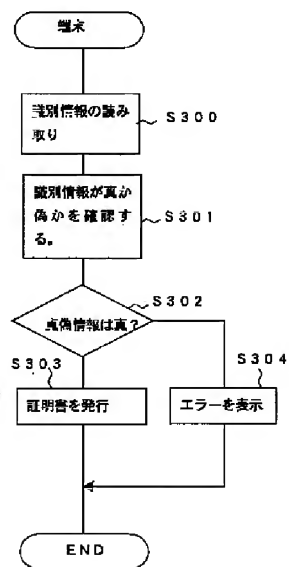 端末
識別情報の読み
取り
S300
識別情報が真か
偽かを確認す
る。
S301
S302
真偽情報は真?
S303
S304
証明書を発行
エラーを表示
END